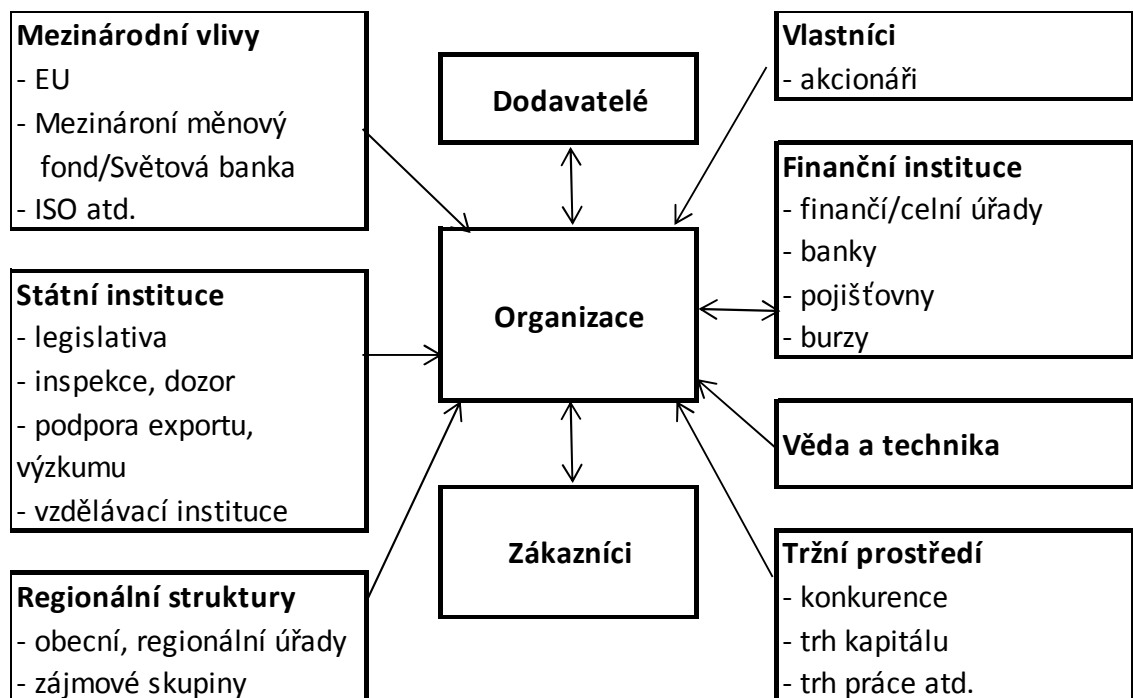 Mezinárodní vlivy
- EU
- Mezinároní měnový
fond/Světová banka
- ISO atd.
Státní instituce
- legislativa
- inspekce, dozor
- podpora exportu,
výzkumu
- vzdělávací instituce
Regionální struktury
- obecní, regionální úřady
- zájmové skupiny
Dodavatelé
Organizace
Zákazníci
Vlastníci
- akcionáři
Finanční instituce
- finančí/celní úřady
- banky
- pojišťovny
- burzy
Věda a technika
Tržní prostředí
- konkurence
- trh kapitálu
- trh práce atd.